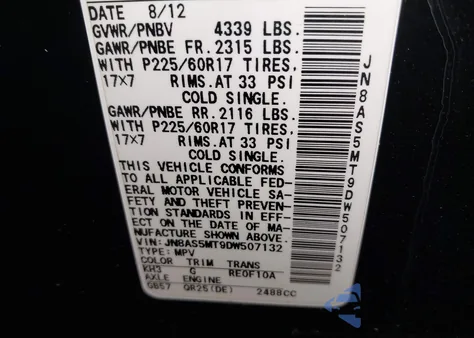 DATE 8/12
GVWR/PNBV 4339 LBS.
GAWR/PNBE FR. 2315 LBS.
WITH P225/60R17 TIRES,
17×7 RIMS.AT 33 PSI
COLD SINGLE.
GAWR/PNBE RR. 2116 LBS.
WITH P225/60R17 TIRES,
17×7 RIMS.AT 33 PSI
COLD SINGLE.
THIS VEHICLE CONFORMS
TO ALL APPLICABLE FED-
ERAL MOTOR VEHICLE SA-
FETY AND THEFT PREVEN-
TION STANDARDS IN EFF-
ECT ON THE DATE OF MA-
NUFACTURE SHOWN ABOVE.
VIN:JN8AS5MT9DW507132
TYPE: MPV
COLOR TRIM TRANS
KH3 G RE0F10A
AXLE ENGINE
GB57 QR25(DE) 2488CC
JN8AS5MT9DW507132